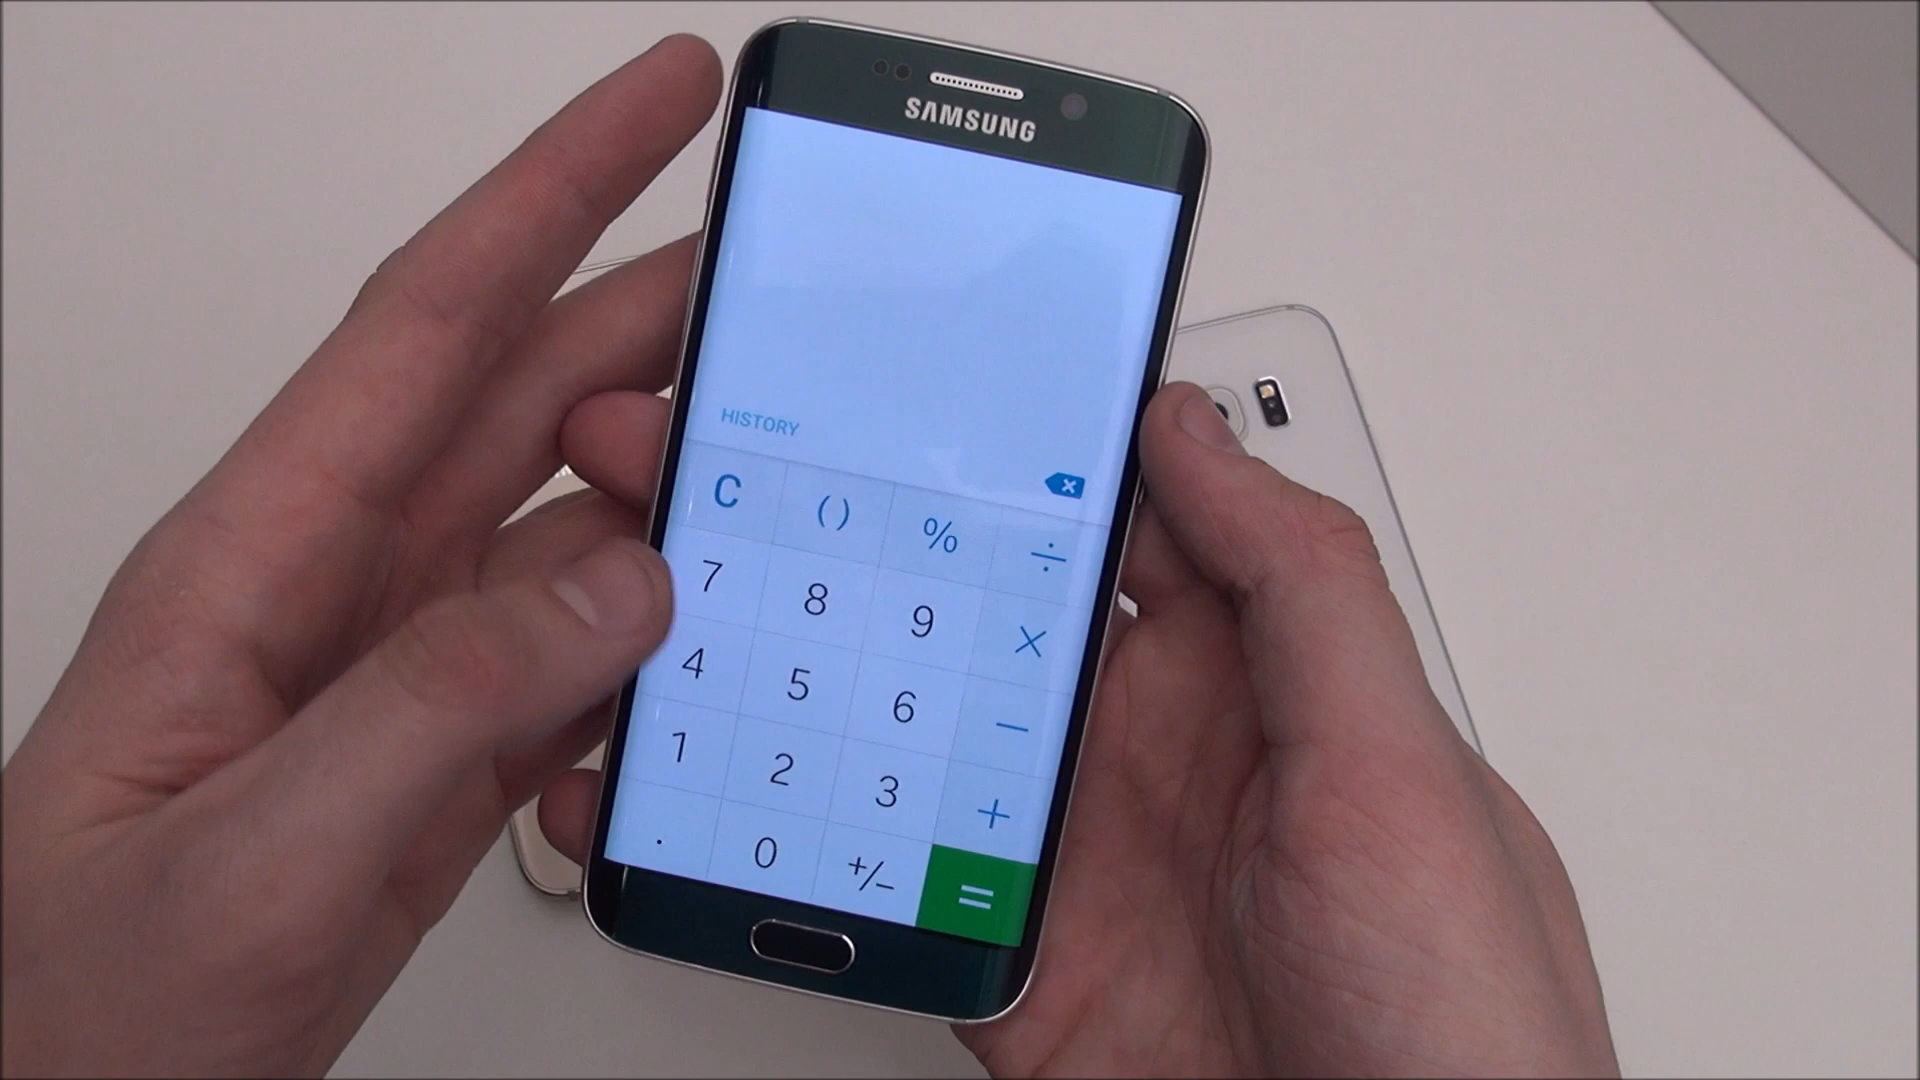 SAMSUNG
HISTORY
C () % ÷
7 8 9 ×
4 5 6 −
1 2 3 +
. 0 +/− =